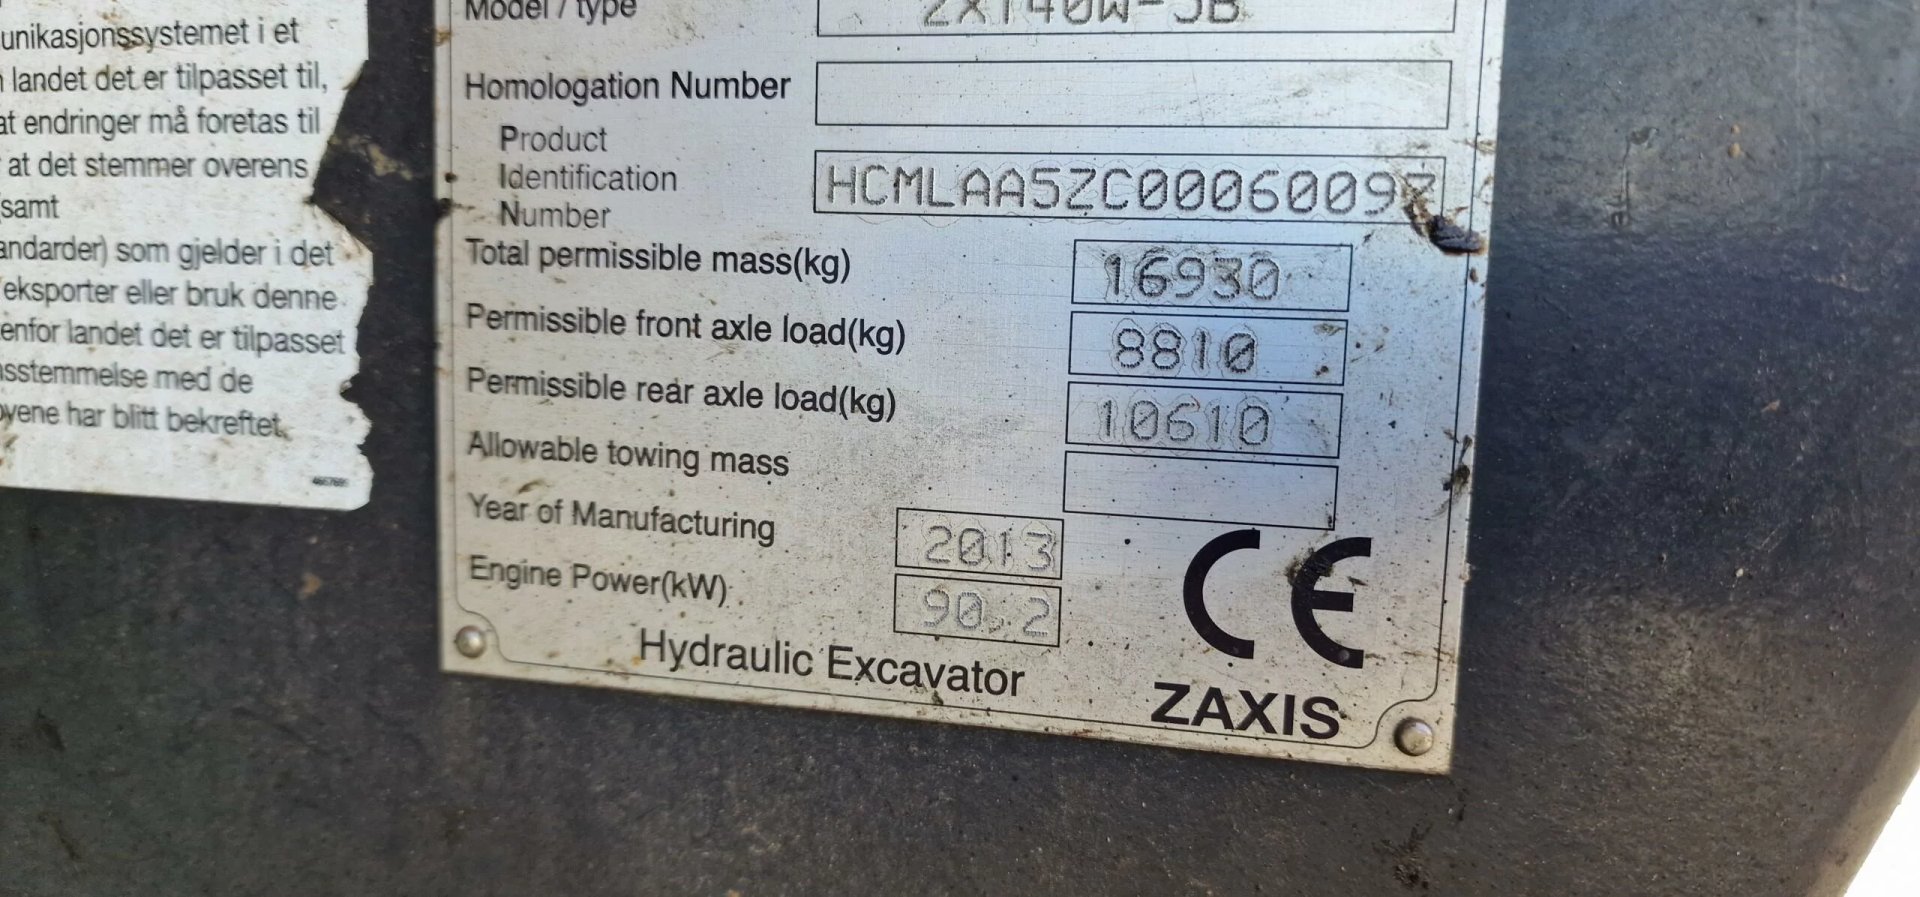 unikasjonssystemet i et
landet det er tilpasset til,
at endringer må foretas til
at det stemmer overens
samt
andarder) som gjelder i det
eksporter eller bruk denne
enfor landet det er tilpasset
sstemmelse med de
har blitt bekreftet.
Model / type
Homologation Number
Product
Identification
Number HCMLAA5ZC0006009
Total permissible mass(kg) 16930
Permissible front axle load(kg) 8810
Permissible rear axle load(kg) 10610
Allowable towing mass
Year of Manufacturing 2013
Engine Power(kW) 90.2
Hydraulic Excavator
CE
ZAXIS